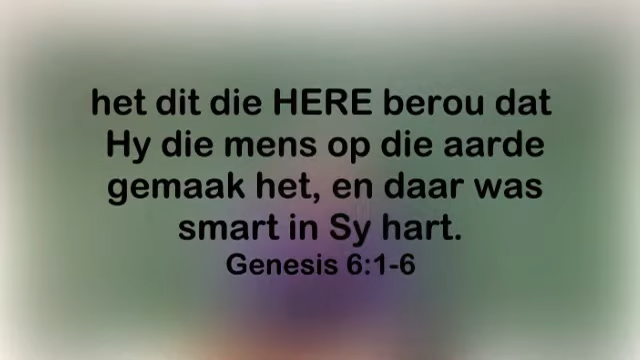 het dit die HERE berou dat
Hy die mens op die aarde
gemaak het, en daar was
smart in Sy hart.
Genesis 6:1-6